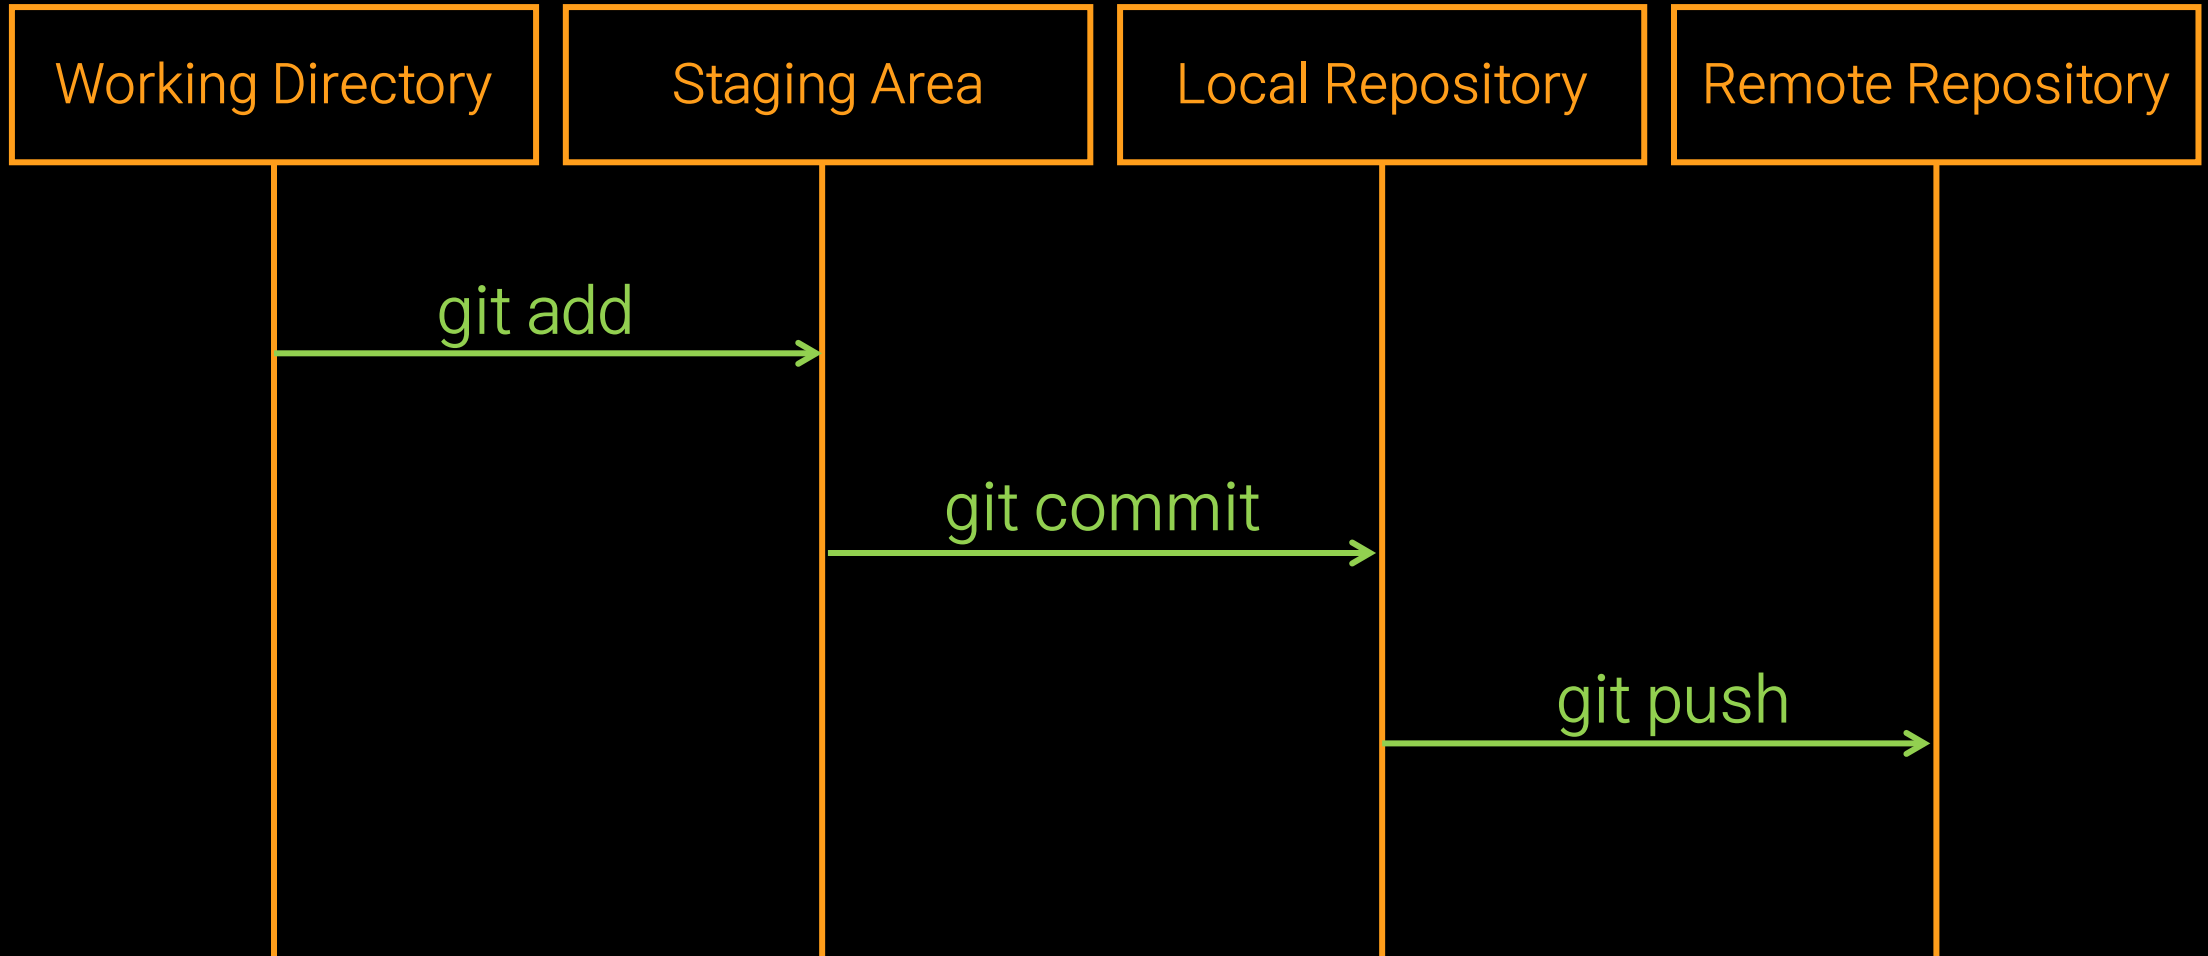 Working Directory
Staging Area
Local Repository
Remote Repository
git add
git commit
git push